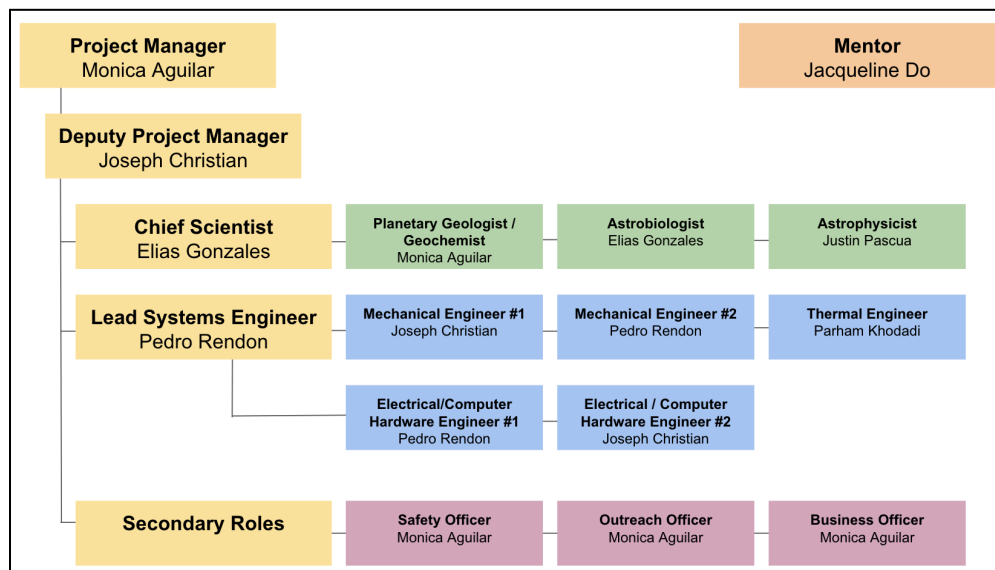 Project Manager
Monica Aguilar
Mentor
Jacqueline Do
Deputy Project Manager
Joseph Christian
Chief Scientist
Elias Gonzales
Planetary Geologist /
Geochemist
Monica Aguilar
Astrobiologist
Elias Gonzales
Astrophysicist
Justin Pascua
Lead Systems Engineer
Pedro Rendon
Mechanical Engineer #1
Joseph Christian
Mechanical Engineer #2
Pedro Rendon
Thermal Engineer
Parham Khodadi
Electrical/Computer
Hardware Engineer #1
Pedro Rendon
Electrical / Computer
Hardware Engineer #2
Joseph Christian
Secondary Roles
Safety Officer
Monica Aguilar
Outreach Officer
Monica Aguilar
Business Officer
Monica Aguilar